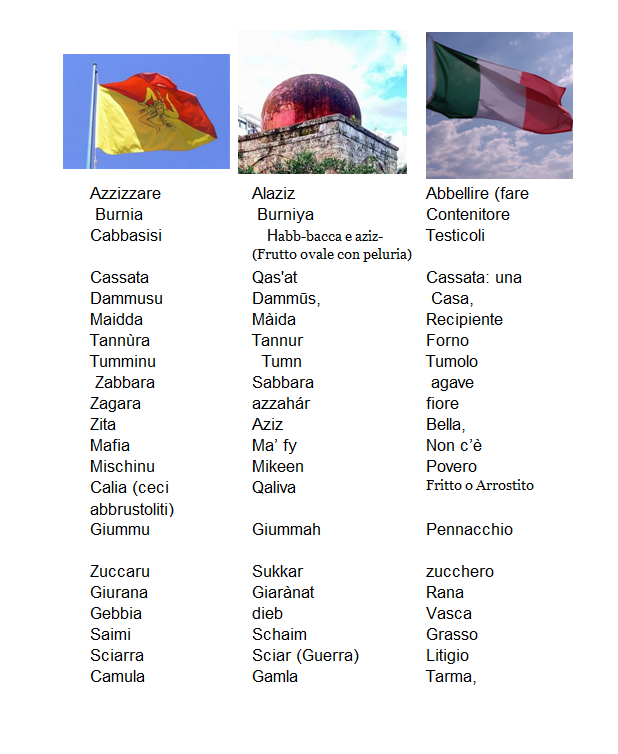 Azzizzare Alaziz Abbellire (fare
Burnia Burniya Contenitore
Cabbasisi Habb-bacca e aziz- Testicoli
(Frutto ovale con peluria)
Cassata Qas'at Cassata: una
Dammusu Dammūs, Casa,
Maidda Màida Recipiente
Tannùra Tannur Forno
Tumminu Tumn Tumolo
Zabbara Sabbara agave
Zagara azzahár fiore
Zita Aziz Bella,
Mafia Ma’ fy Non c’è
Mischinu Mikeen Povero
Calia (ceci Qaliva Fritto o Arrostito
abbrustoliti)
Giummu Giummah Pennacchio
Zuccaru Sukkar zucchero
Giurana Giarànat Rana
Gebbia dieb Vasca
Saimi Schaim Grasso
Sciarra Sciar (Guerra) Litigio
Camula Gamla Tarma,